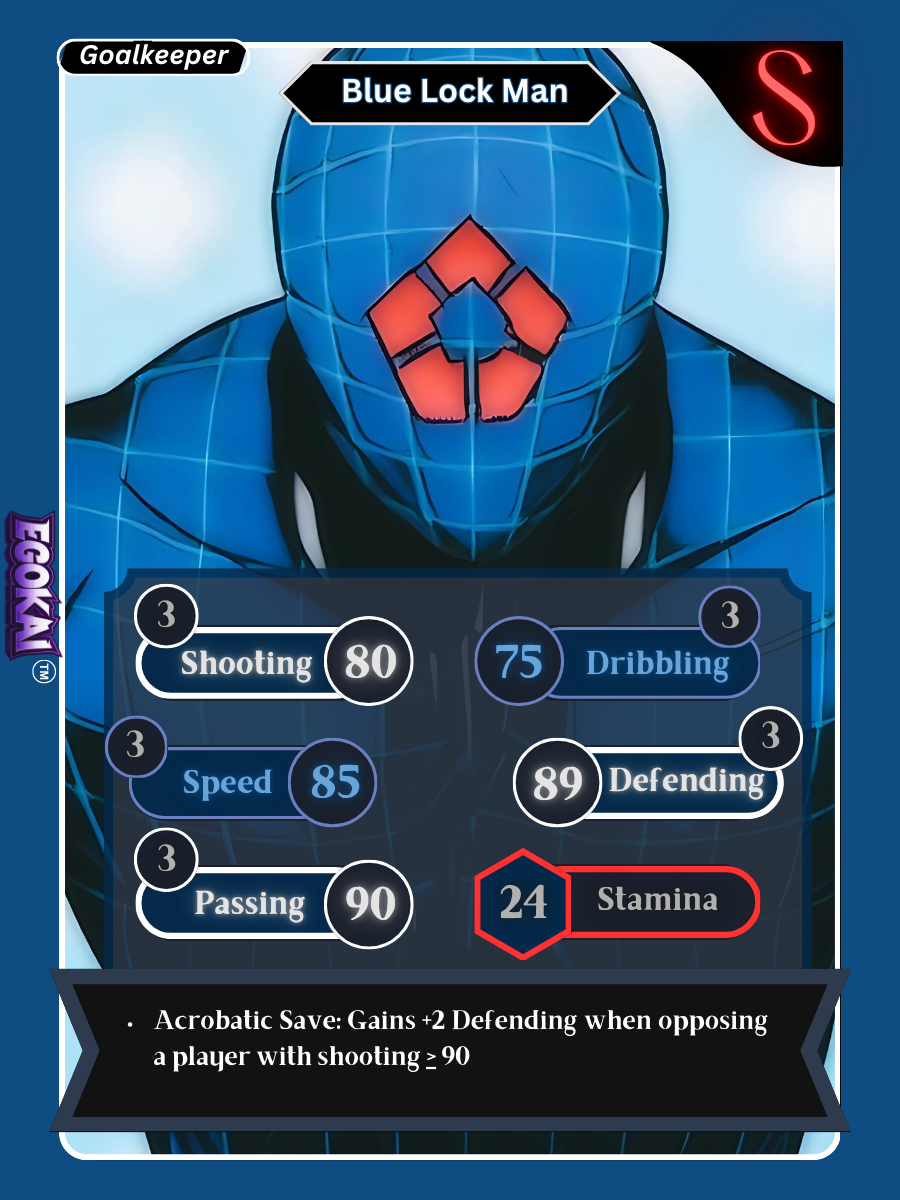 Goalkeeper
Blue Lock Man
S
3
3
Shooting 80
75 Dribbling
3
3
Speed 85
89 Defending
3
Passing 90
24 Stamina
EGOKAI
TM
• Acrobatic Save: Gains +2 Defending when opposing
a player with shooting ≥ 90